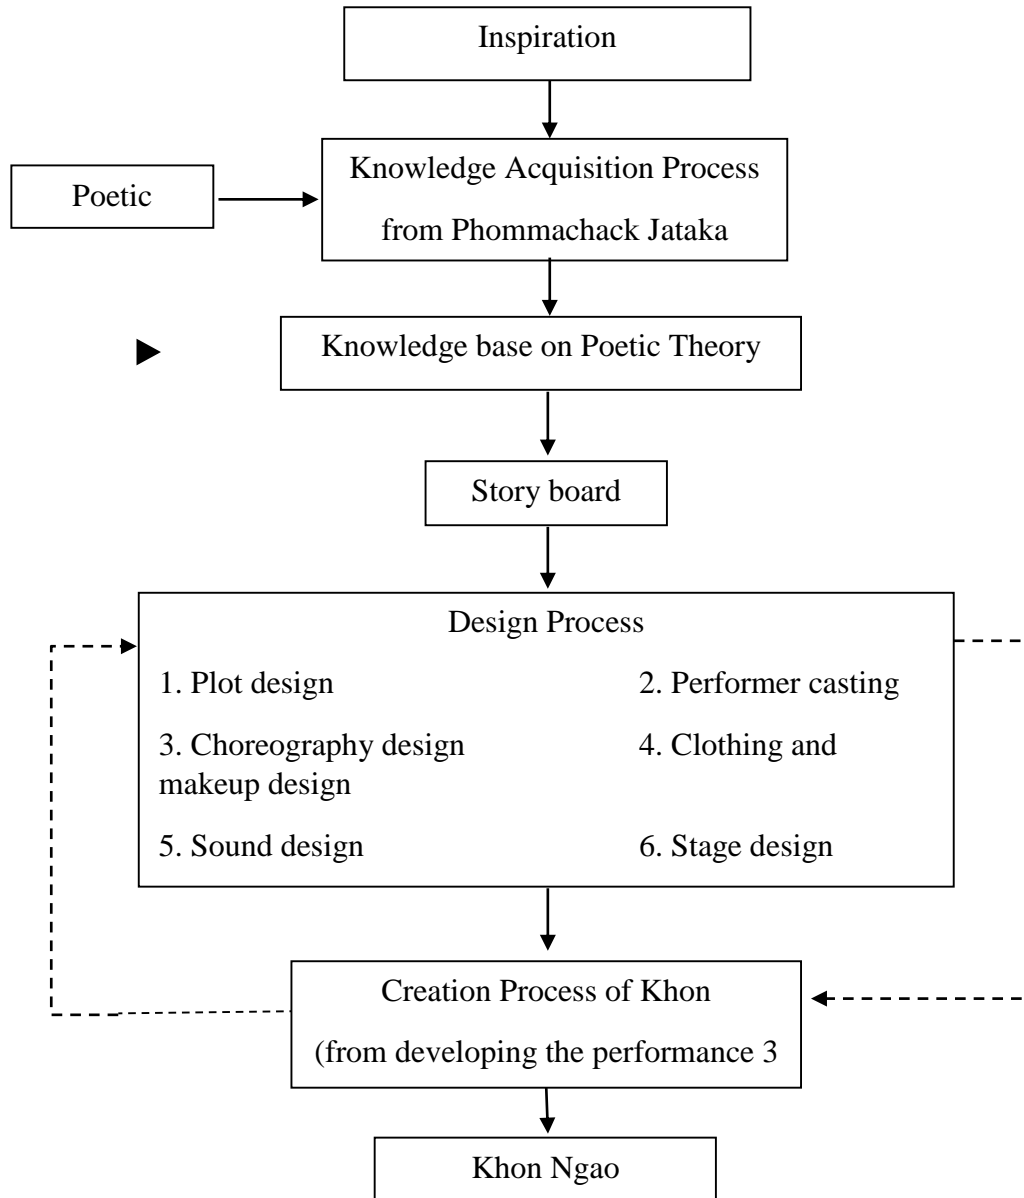 Inspiration
Knowledge Acquisition Process
from Phommachack Jataka
Poetic
Knowledge base on Poetic Theory
Story board
Design Process
1. Plot design 2. Performer casting
3. Choreography design 4. Clothing and
makeup design
5. Sound design 6. Stage design
Creation Process of Khon
(from developing the performance 3
Khon Ngao